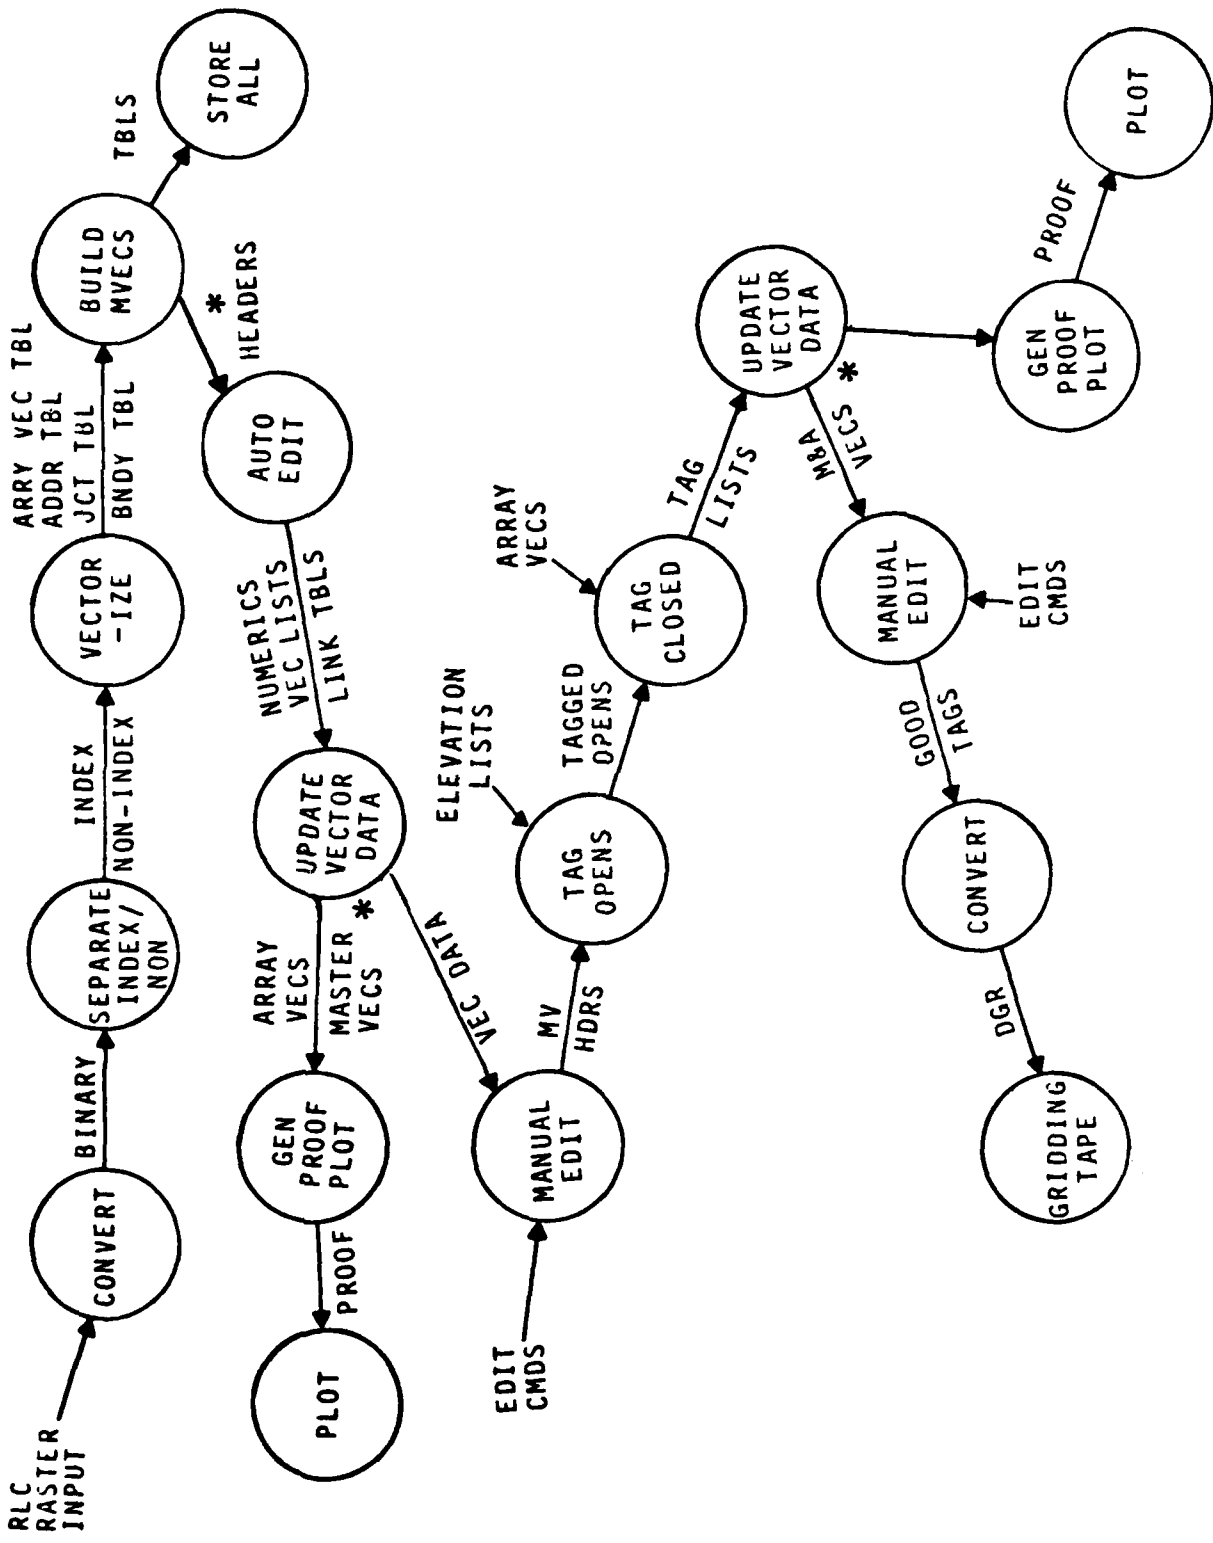 RLC
RASTER
INPUT
CONVERT
BINARY
SEPARATE
INDEX/
NON
INDEX
NON-INDEX
VECTOR
-IZE
ARRY VEC TBL
ADDR TBL
JCT TBL
BNDY TBL
BUILD
MVECS
TBLS
STORE
ALL
*
HEADERS
AUTO
EDIT
NUMERICS
VEC LISTS
LINK TBLS
UPDATE
VECTOR
DATA
*
ARRAY
VECS
MASTER
VECS
GEN
PROOF
PLOT
PROOF
PLOT
VEC DATA
EDIT
CMDS
MANUAL
EDIT
MV
HDRS
ELEVATION
LISTS
TAG
OPENS
TAGGED
OPENS
ARRAY
VECS
TAG
CLOSED
TAG
LISTS
UPDATE
VECTOR
DATA
*
GEN
PROOF
PLOT
PROOF
PLOT
M&A
VECS
MANUAL
EDIT
EDIT
CMDS
GOOD
TAGS
CONVERT
DGR
GRIDDING
TAPE